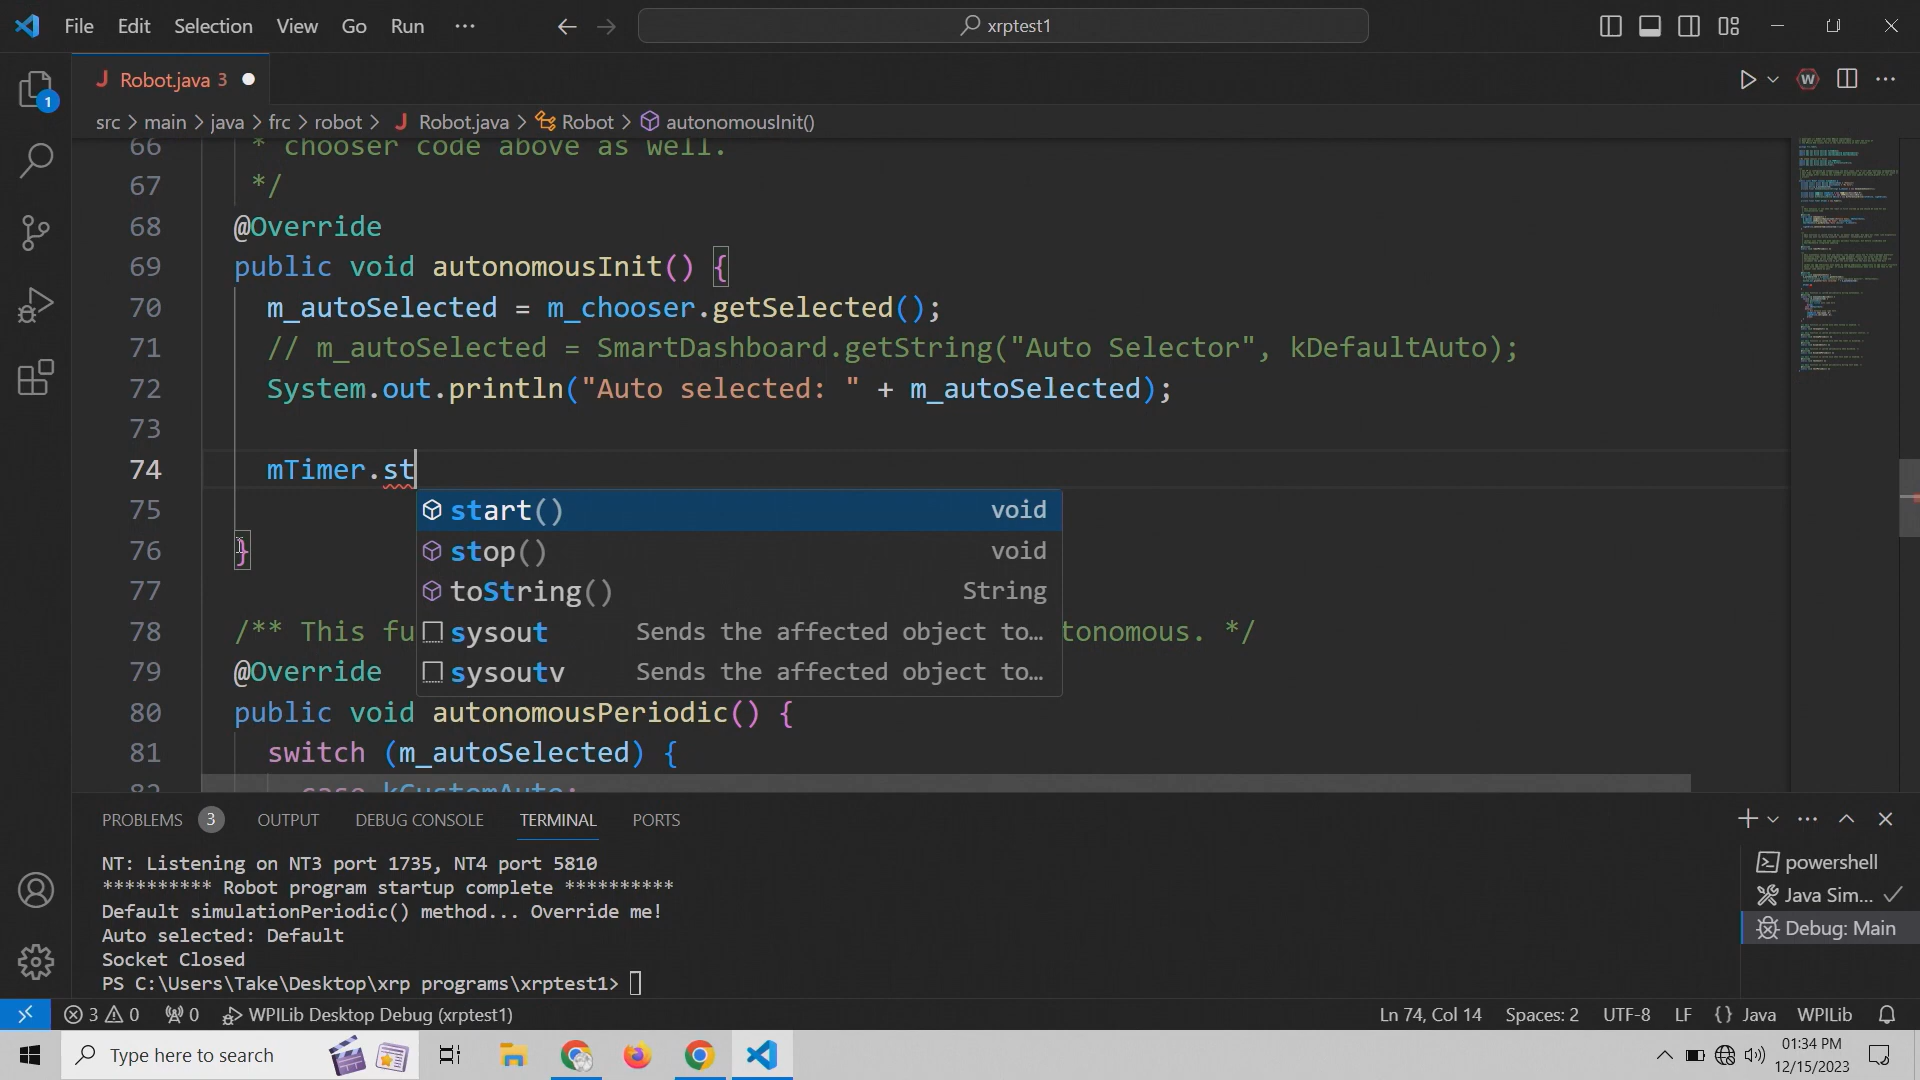 File Edit Selection View Go Run ··· xrptest1
J Robot.java 3
src > main > java > frc > robot > J Robot.java > Robot > autonomousInit()
66 * chooser code above as well.
67 */
68 @Override
69 public void autonomousInit() {
70 m_autoSelected = m_chooser.getSelected();
71 // m_autoSelected = SmartDashboard.getString("Auto Selector", kDefaultAuto);
72 System.out.println("Auto selected: " + m_autoSelected);
73
74 mTimer.st
start() void
75
stop() void
76 }
toString() String
77
sysout Sends the affected object to…
78 /** This fu tonomous. */
sysoutv Sends the affected object to…
79 @Override
80 public void autonomousPeriodic() {
81 switch (m_autoSelected) {
82 case kCustomAuto:
PROBLEMS 3 OUTPUT DEBUG CONSOLE TERMINAL PORTS
NT: Listening on NT3 port 1735, NT4 port 5810
********** Robot program startup complete **********
Default simulationPeriodic() method... Override me!
Auto selected: Default
Socket Closed
PS C:\Users\Take\Desktop\xrp programs\xrptest1>
powershell
Java Sim...
Debug: Main
1
W
3 0 0 WPILib Desktop Debug (xrptest1) Ln 74, Col 14 Spaces: 2 UTF-8 LF {} Java WPILib
Type here to search
01:34 PM
12/15/2023